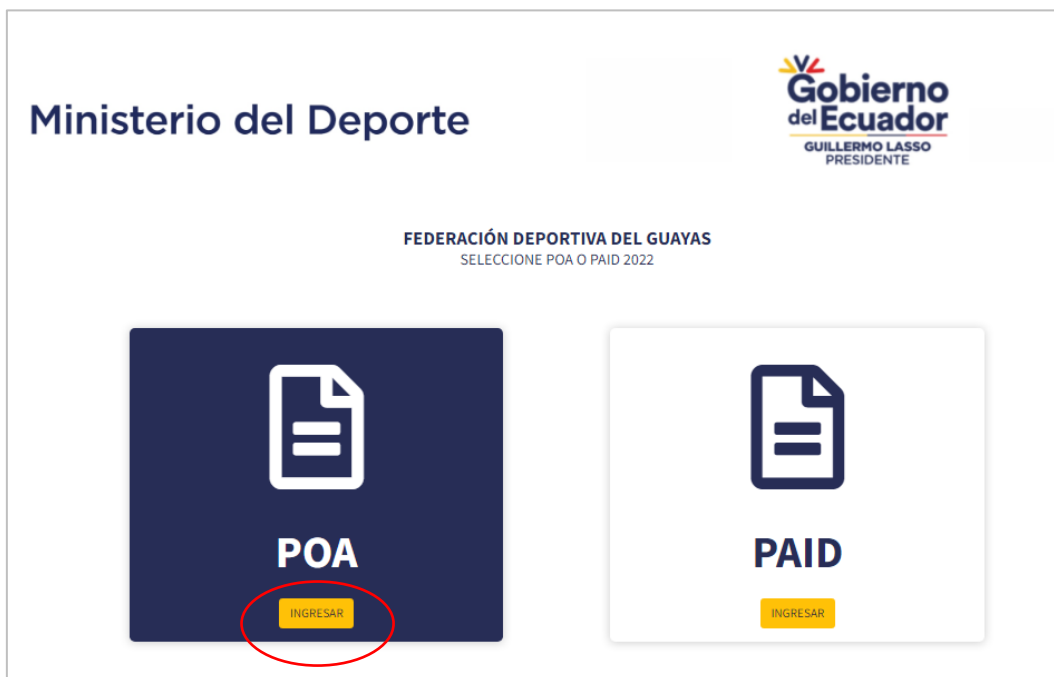 Ministerio del Deporte
Gobierno
del Ecuador
GUILLERMO LASSO
PRESIDENTE
FEDERACIÓN DEPORTIVA DEL GUAYAS
SELECCIONE POA O PAID 2022
POA
INGRESAR
PAID
INGRESAR